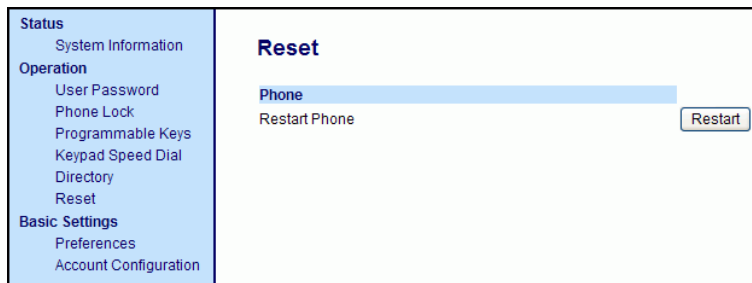 Status
System Information
Operation
User Password
Phone Lock
Programmable Keys
Keypad Speed Dial
Directory
Reset
Basic Settings
Preferences
Account Configuration
Reset
Phone
Restart Phone
Restart